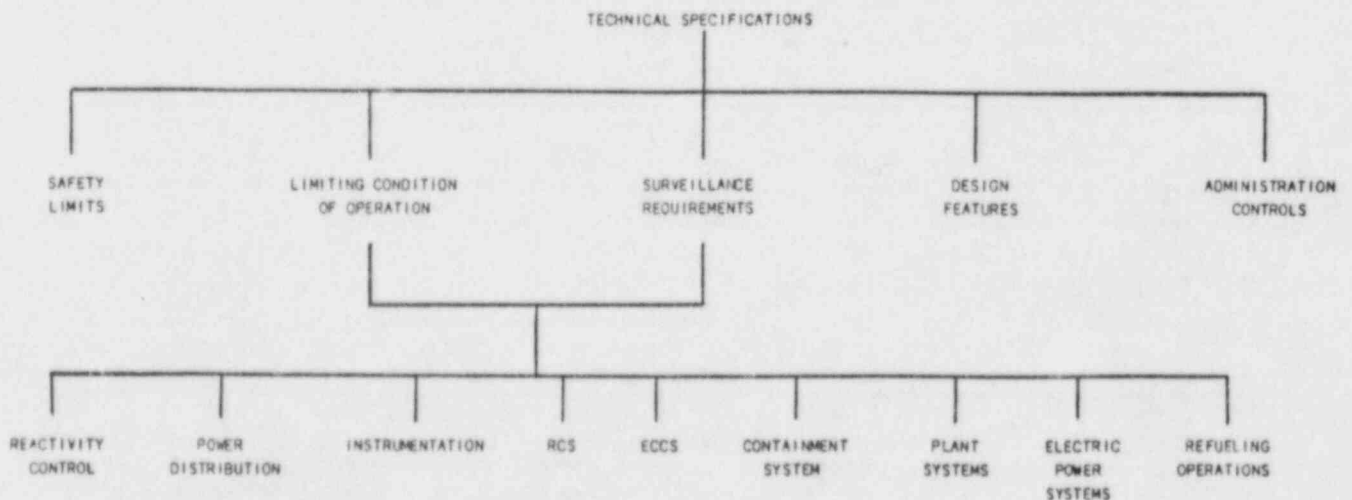 TECHNICAL SPECIFICATIONS
SAFETY
LIMITS
LIMITING CONDITION
OF OPERATION
SURVEILLANCE
REQUIREMENTS
DESIGN
FEATURES
ADMINISTRATION
CONTROLS
REACTIVITY
CONTROL
POWER
DISTRIBUTION
INSTRUMENTATION
RCS
ECCS
CONTAINMENT
SYSTEM
PLANT
SYSTEMS
ELECTRIC
POWER
SYSTEMS
REFUELING
OPERATIONS